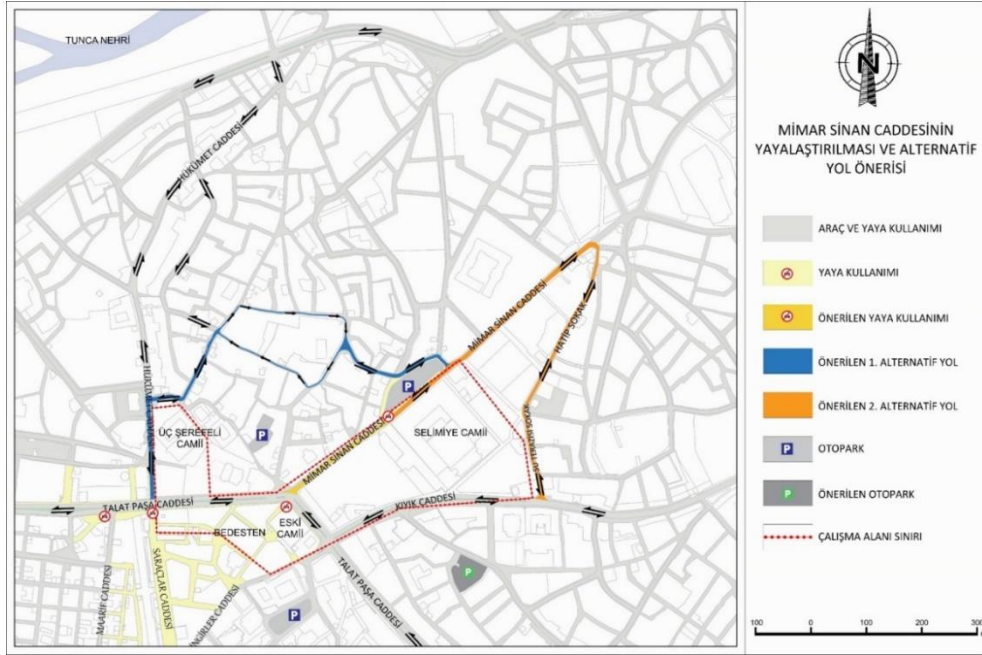 TUNCA NEHRİ
HÜKÜMET CADDESİ
MİMAR SİNAN CADDESİ
HATİP SOKAK
HÜKÜMET CADDESİ
ÜÇ ŞEREFELİ
CAMİİ
P
P
SELİMİYE CAMİİ
MİMAR SİNAN CADDESİ
TALAT PAŞA CADDESİ
KIYIK CADDESİ
BEDESTEN
ESKİ
CAMİİ
SARAÇLAR CADDESİ
MAARİF CADDESİ
TALAT PAŞA CADDESİ
P
P
N
MİMAR SİNAN CADDESİNİN
YAYALAŞTIRILMASI VE ALTERNATİF
YOL ÖNERİSİ
ARAÇ VE YAYA KULLANIMI
YAYA KULLANIMI
ÖNERİLEN YAYA KULLANIMI
ÖNERİLEN 1. ALTERNATİF YOL
ÖNERİLEN 2. ALTERNATİF YOL
P OTOPARK
P ÖNERİLEN OTOPARK
ÇALIŞMA ALANI SINIRI
100 0 100 200 300